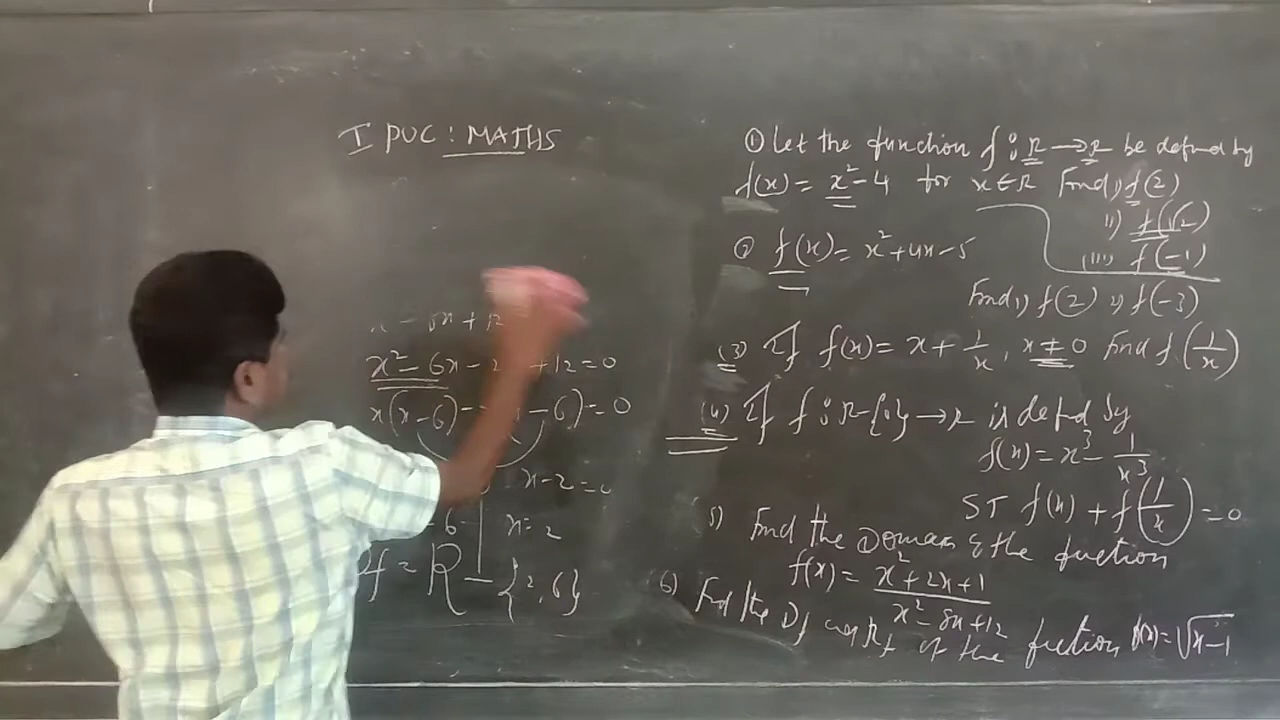 I PUC : MATHS
x² - 6x - 2 + 12 = 0
x(x-6) - - 6) = 0
x-2=0
6 x=2
= R - {2,6}
① Let the function f : R → R be defined by
f(x) = x² - 4 for x ∈ R Find i) f(2)
ii) f(√2)
(iii) f(-1)
② f(x) = x² + 4x - 5
Find i) f(2) ii) f(-3)
(3) If f(x) = x + 1/x, x ≠ 0 find f(1/x)
(4) If f : R - {0} → R is defd by
f(x) = x³ - 1/x³
ST f(x) + f(1/x) = 0
5) Find the Domain of the function
f(x) = x² + 2x + 1 / x² - 8x + 12
6) Find the Df and Rf of the function f(x) = √x-1